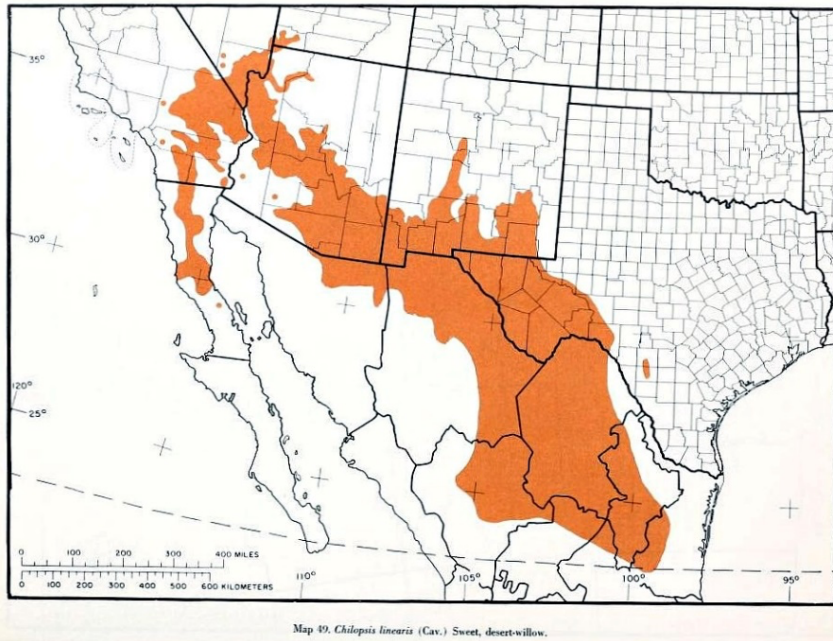 35°
30°
120°
25°
0 100 200 300 400 MILES
0 100 200 300 400 500 600 KILOMETERS
110°
105°
100°
95°
Map 49. Chilopsis linearis (Cav.) Sweet, desert-willow.